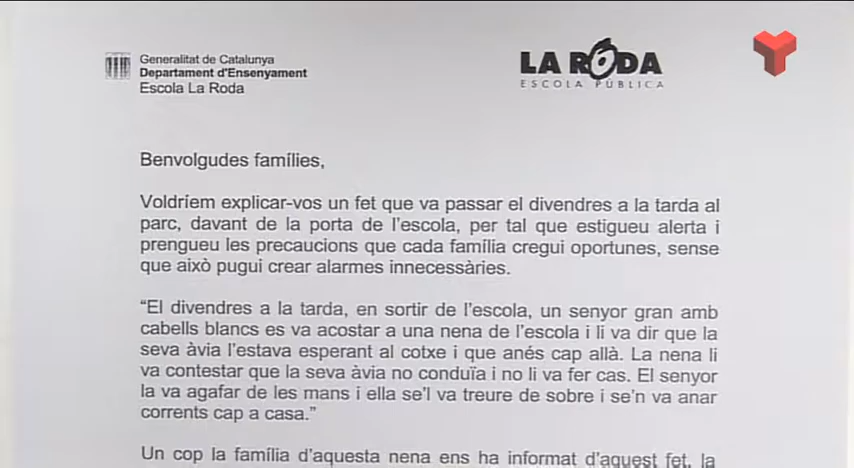 Generalitat de Catalunya
Departament d'Ensenyament
Escola La Roda
LA RODA
ESCOLA PÚBLICA
Benvolgudes famílies,
Voldríem explicar-vos un fet que va passar el divendres a la tarda al
parc, davant de la porta de l'escola, per tal que estigueu alerta i
prengueu les precaucions que cada família cregui oportunes, sense
que això pugui crear alarmes innecessàries.
“El divendres a la tarda, en sortir de l'escola, un senyor gran amb
cabells blancs es va acostar a una nena de l'escola i li va dir que la
seva àvia l'estava esperant al cotxe i que anés cap allà. La nena li
va contestar que la seva àvia no conduïa i no li va fer cas. El senyor
la va agafar de les mans i ella se'l va treure de sobre i se'n va anar
corrents cap a casa.”
Un cop la família d'aquesta nena ens ha informat d'aquest fet, la